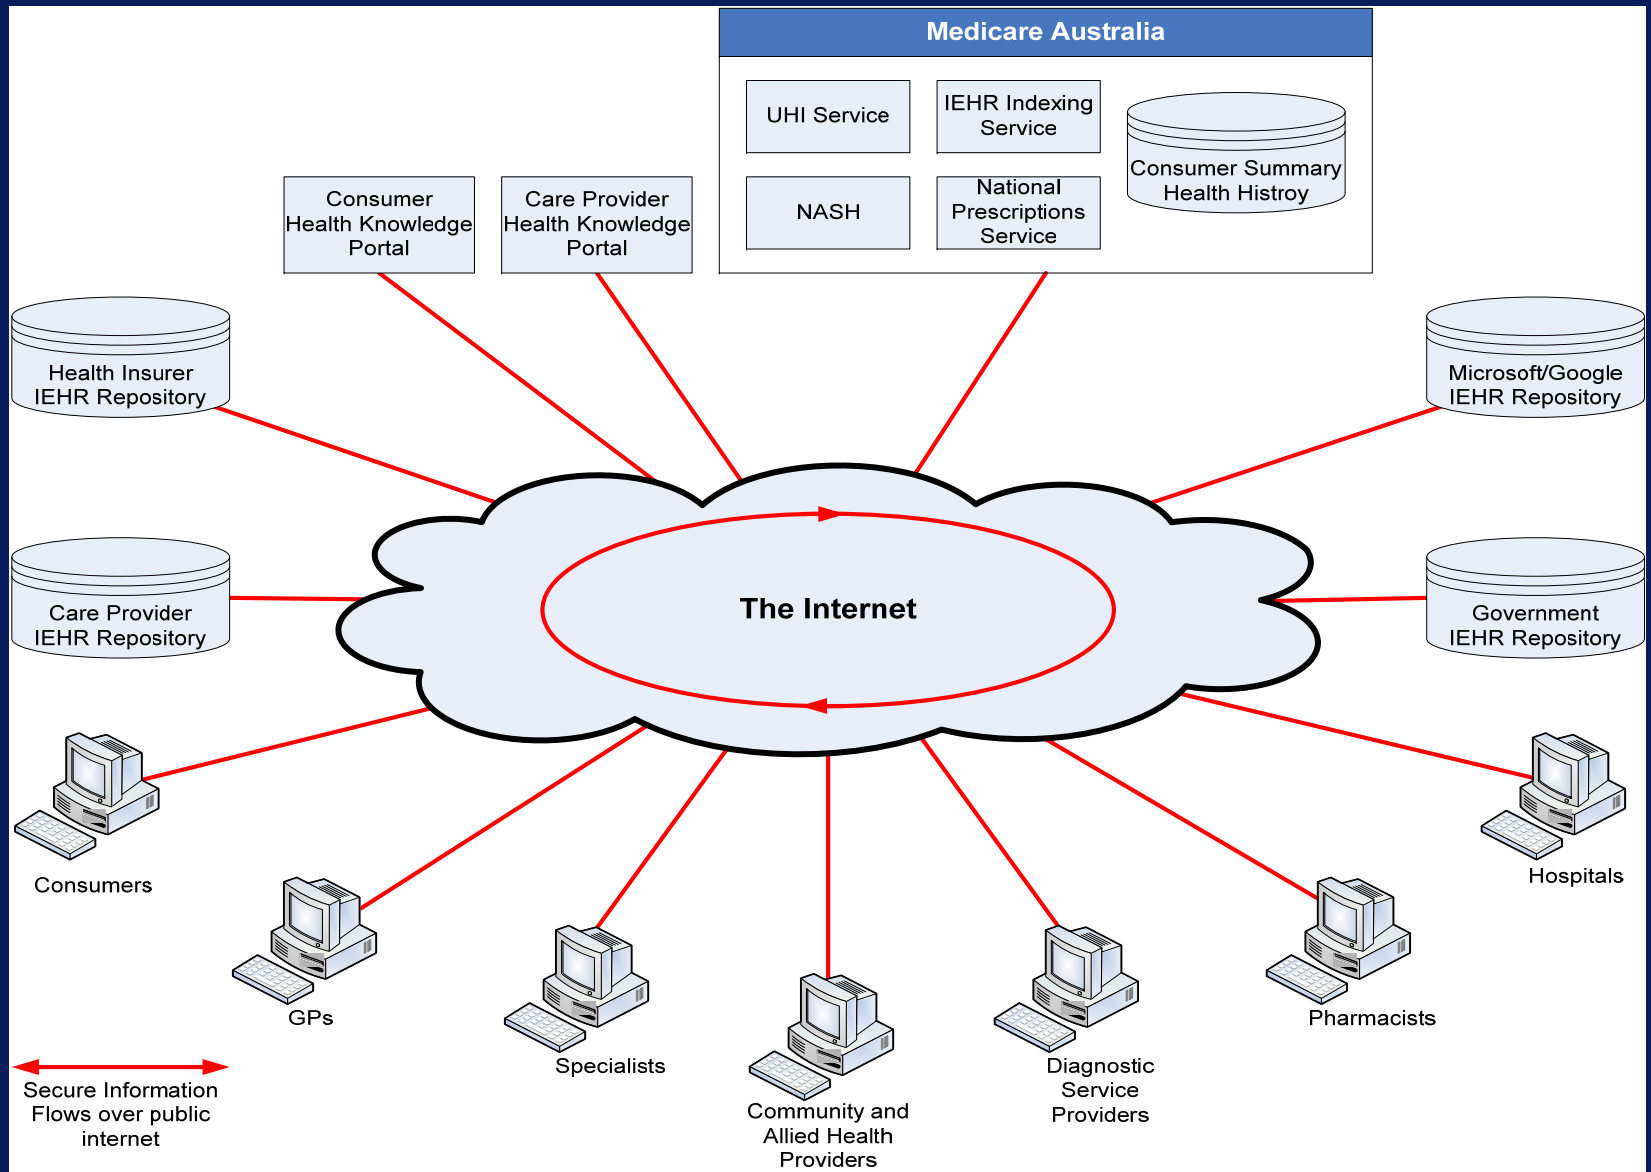 Medicare Australia
UHI Service
IEHR Indexing
Service
Consumer Summary
Health Histroy
NASH
National
Prescriptions
Service
Consumer
Health Knowledge
Portal
Care Provider
Health Knowledge
Portal
Health Insurer
IEHR Repository
Microsoft/Google
IEHR Repository
Care Provider
IEHR Repository
The Internet
Government
IEHR Repository
Consumers
GPs
Specialists
Community and
Allied Health
Providers
Diagnostic
Service
Providers
Pharmacists
Hospitals
Secure Information
Flows over public
internet